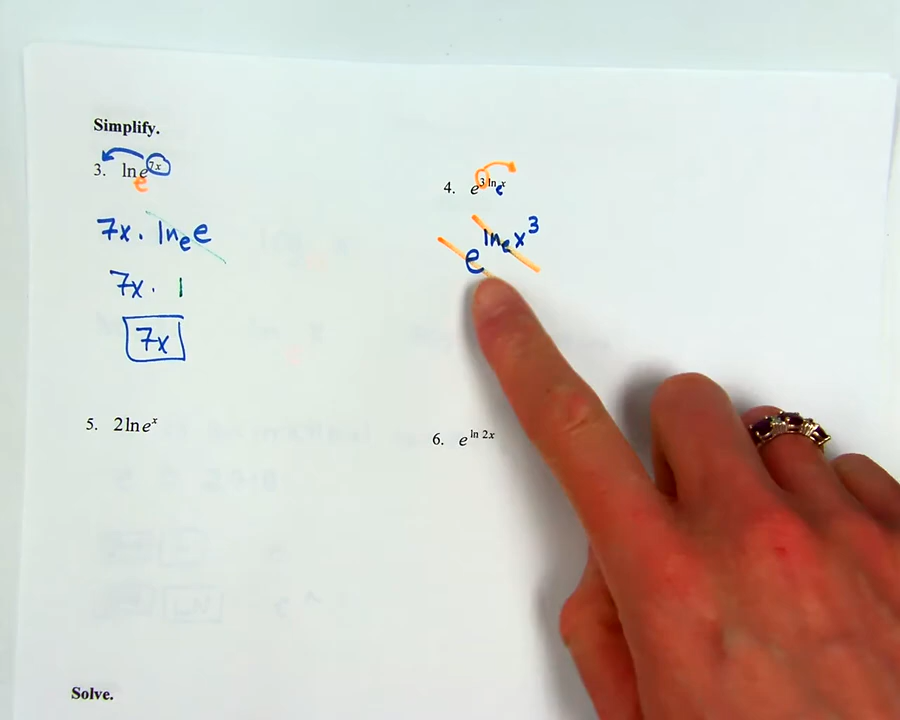 Simplify.
3. ln e^7x
e
7x · ln_e e
7x · 1
7x
4. e^3 ln_e x
e^ln_e x^3
5. 2 ln e^x
6. e^ln 2x
Solve.